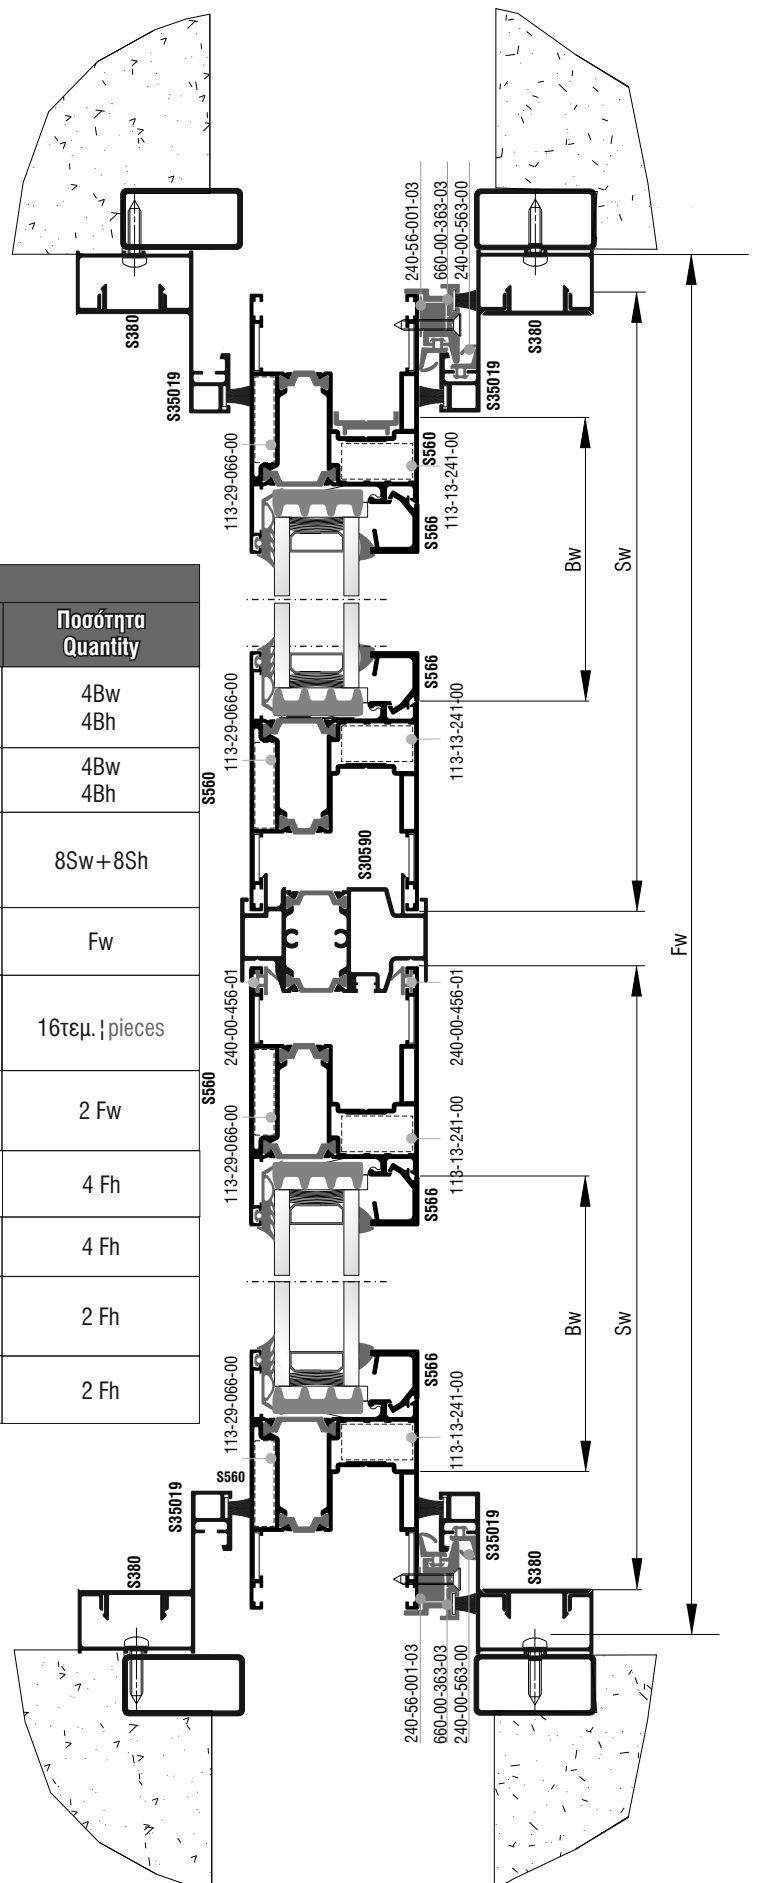 240-56-001-03
660-00-363-03
240-00-563-00
S380
S380
S35019
S35019
113-29-066-00
S560
113-13-241-00
S566
Bw
Sw
Ποσότητα
Quantity
4Bw
4Bh
4Bw
4Bh
8Sw+8Sh
Fw
16τεμ. ¦ pieces
2 Fw
4 Fh
4 Fh
2 Fh
2 Fh
S566
113-29-066-00
113-13-241-00
S560
S30590
Fw
240-00-456-01
240-00-456-01
S560
113-29-066-00
113-13-241-00
S566
Bw
Sw
S566
113-29-066-00
113-13-241-00
S560
S35019
S35019
S380
S380
240-56-001-03
660-00-363-03
240-00-563-00